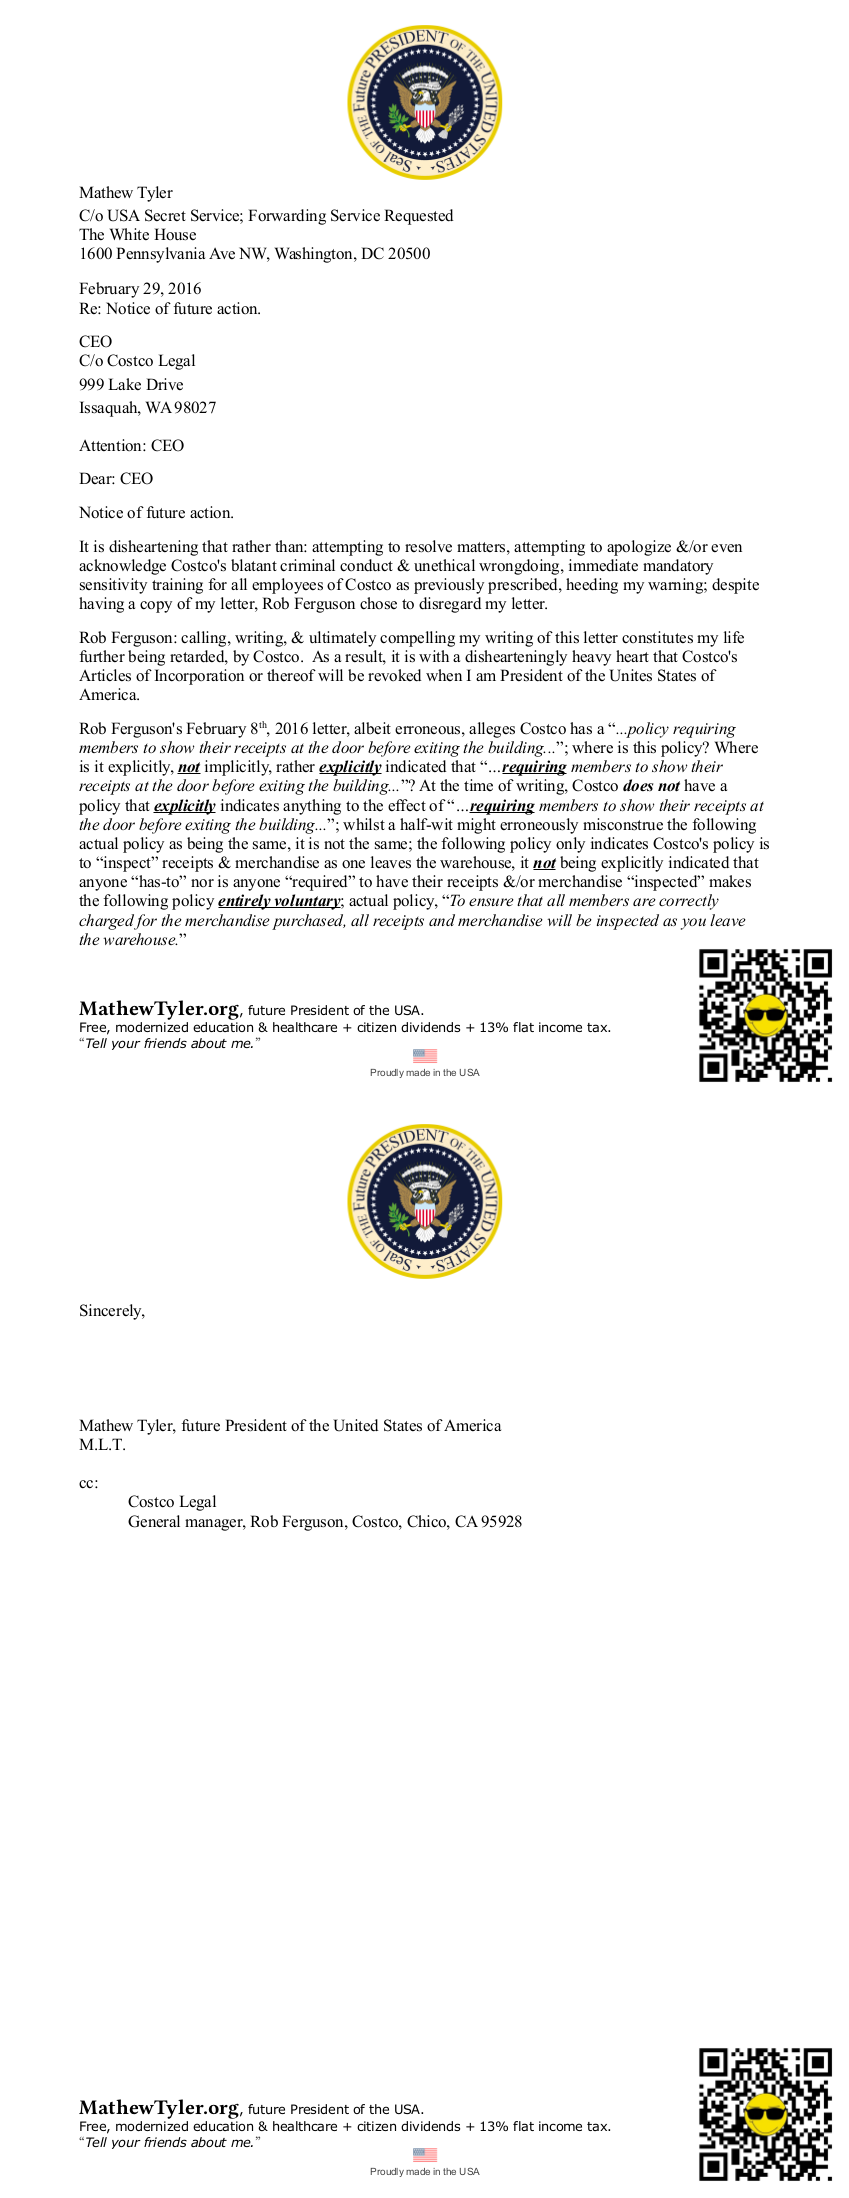 Seal OF THE Future PRESIDENT OF THE UNITED STATES
Mathew Tyler
C/o USA Secret Service; Forwarding Service Requested
The White House
1600 Pennsylvania Ave NW, Washington, DC 20500
February 29, 2016
Re: Notice of future action.
CEO
C/o Costco Legal
999 Lake Drive
Issaquah, WA 98027
Attention: CEO
Dear: CEO
Notice of future action.
It is disheartening that rather than: attempting to resolve matters, attempting to apologize &/or even
acknowledge Costco's blatant criminal conduct & unethical wrongdoing, immediate mandatory
sensitivity training for all employees of Costco as previously prescribed, heeding my warning; despite
having a copy of my letter, Rob Ferguson chose to disregard my letter.
Rob Ferguson: calling, writing, & ultimately compelling my writing of this letter constitutes my life
further being retarded, by Costco.  As a result, it is with a dishearteningly heavy heart that Costco's
Articles of Incorporation or thereof will be revoked when I am President of the Unites States of
America.
Rob Ferguson's February 8th, 2016 letter, albeit erroneous, alleges Costco has a “...policy requiring
members to show their receipts at the door before exiting the building...”; where is this policy? Where
is it explicitly, not implicitly, rather explicitly indicated that “...requiring members to show their
receipts at the door before exiting the building...”? At the time of writing, Costco does not have a
policy that explicitly indicates anything to the effect of “...requiring members to show their receipts at
the door before exiting the building...”; whilst a half-wit might erroneously misconstrue the following
actual policy as being the same, it is not the same; the following policy only indicates Costco's policy is
to “inspect” receipts & merchandise as one leaves the warehouse, it not being explicitly indicated that
anyone “has-to” nor is anyone “required” to have their receipts &/or merchandise “inspected” makes
the following policy entirely voluntary; actual policy, “To ensure that all members are correctly
charged for the merchandise purchased, all receipts and merchandise will be inspected as you leave
the warehouse.”
MathewTyler.org, future President of the USA.
Free, modernized education & healthcare + citizen dividends + 13% flat income tax.
“Tell your friends about me.”
Proudly made in the USA
Seal OF THE Future PRESIDENT OF THE UNITED STATES
Sincerely,
Mathew Tyler, future President of the United States of America
M.L.T.
cc:
Costco Legal
General manager, Rob Ferguson, Costco, Chico, CA 95928
MathewTyler.org, future President of the USA.
Free, modernized education & healthcare + citizen dividends + 13% flat income tax.
“Tell your friends about me.”
Proudly made in the USA